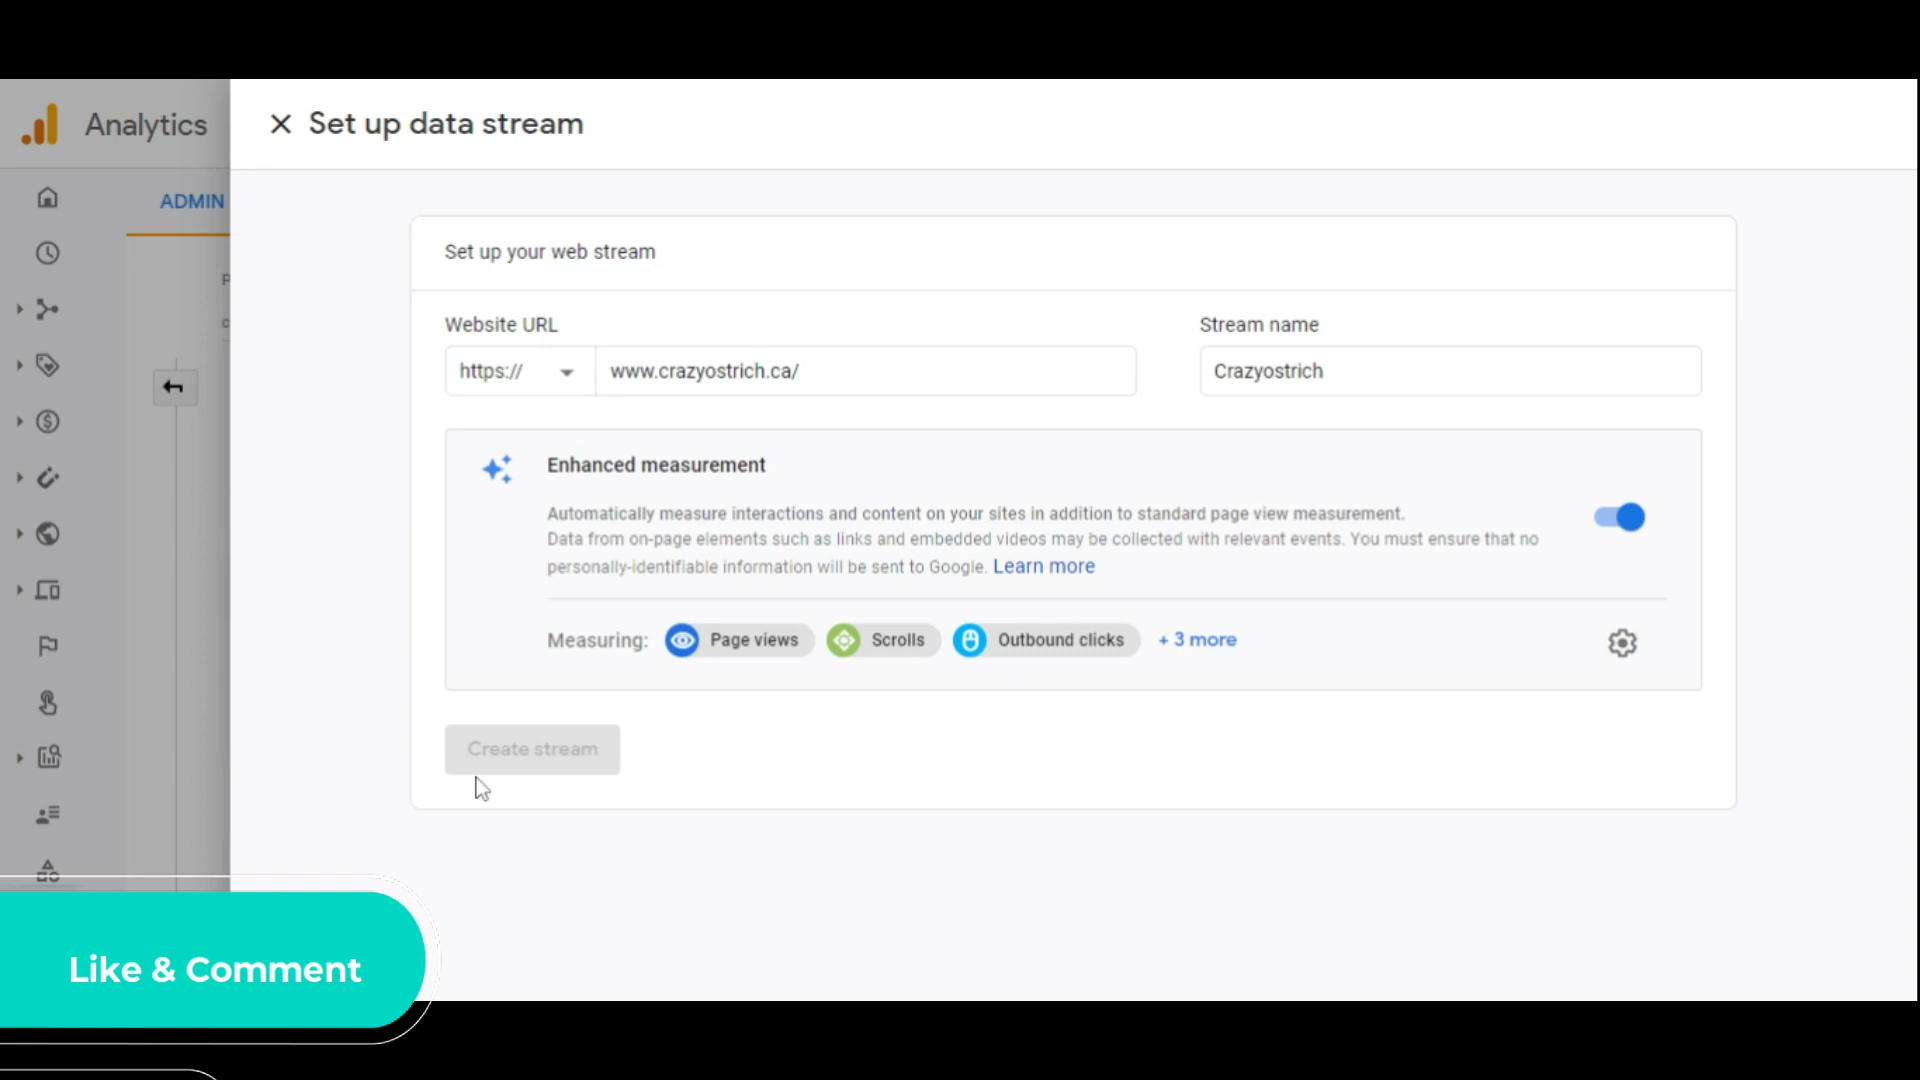 Analytics
Set up data stream
ADMIN
Set up your web stream
Website URL
Stream name
https://
www.crazyostrich.ca/
Crazyostrich
Enhanced measurement
Automatically measure interactions and content on your sites in addition to standard page view measurement.
Data from on-page elements such as links and embedded videos may be collected with relevant events. You must ensure that no
personally-identifiable information will be sent to Google. Learn more
Measuring: Page views Scrolls Outbound clicks + 3 more
Create stream
Like & Comment